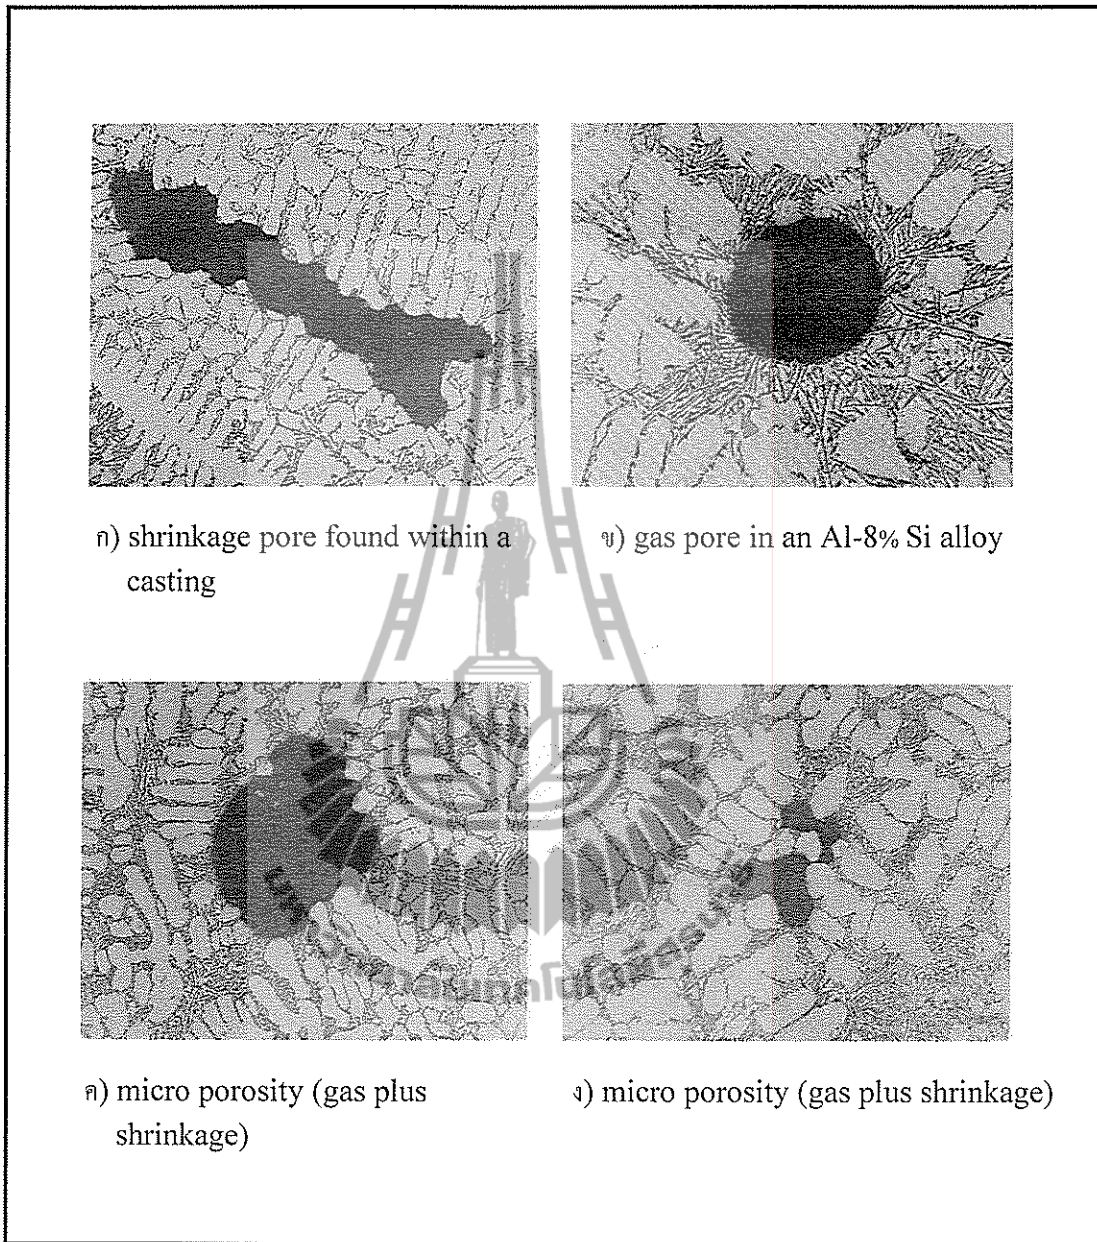 ก) shrinkage pore found within a
casting
ข) gas pore in an Al-8% Si alloy
ค) micro porosity (gas plus
shrinkage)
ง) micro porosity (gas plus shrinkage)